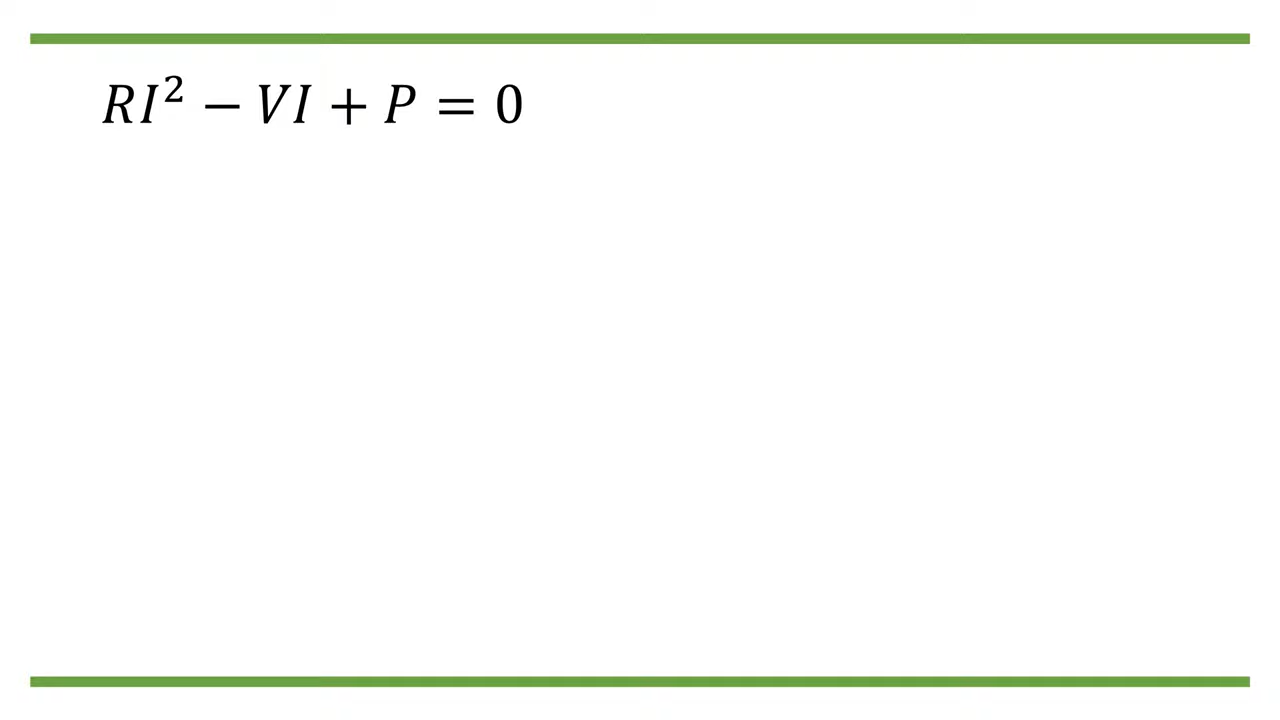 RI² − VI + P = 0